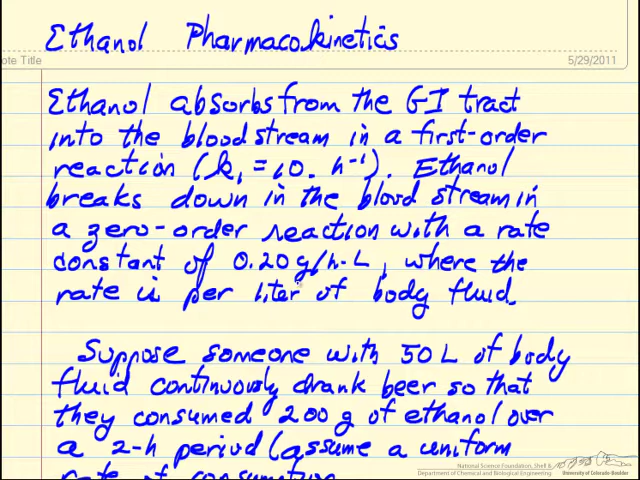 Ethanol Pharmacokinetics
ote Title
5/29/2011
Ethanol absorbs from the GI tract
into the bloodstream in a first-order
reaction (k₁ = 10. h⁻¹). Ethanol
breaks down in the blood stream in
a zero-order reaction with a rate
constant of 0.20 g/h·L, where the
rate is per liter of body fluid.
Suppose someone with 50 L of body
fluid continuously drank beer so that
they consumed 200 g of ethanol over
a 2-h period (assume a uniform
rate of consumption
National Science Foundation, Shell &
Department of Chemical and Biological Engineering
University of Colorado-Boulder